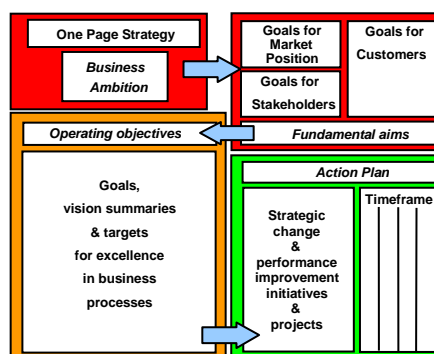 One Page Strategy
Business
Ambition
Goals for
Market
Position
Goals for
Stakeholders
Goals for
Customers
Fundamental aims
Operating objectives
Goals,
vision summaries
& targets
for excellence
in business
processes
Action Plan
Strategic
change
&
performance
improvement
initiatives
&
projects
Timeframe